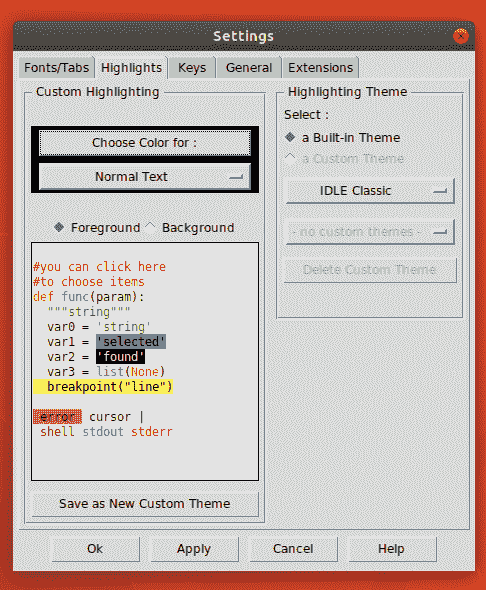 Settings
Fonts/Tabs Highlights Keys General Extensions
Custom Highlighting
Choose Color for :
Normal Text
Foreground Background
#you can click here
#to choose items
def func(param):
  """string"""
  var0 = 'string'
  var1 = 'selected'
  var2 = 'found'
  var3 = list(None)
  breakpoint("line")
 error  cursor |
 shell stdout stderr
Save as New Custom Theme
Highlighting Theme
Select :
a Built-in Theme
a Custom Theme
IDLE Classic
- no custom themes -
Delete Custom Theme
Ok Apply Cancel Help